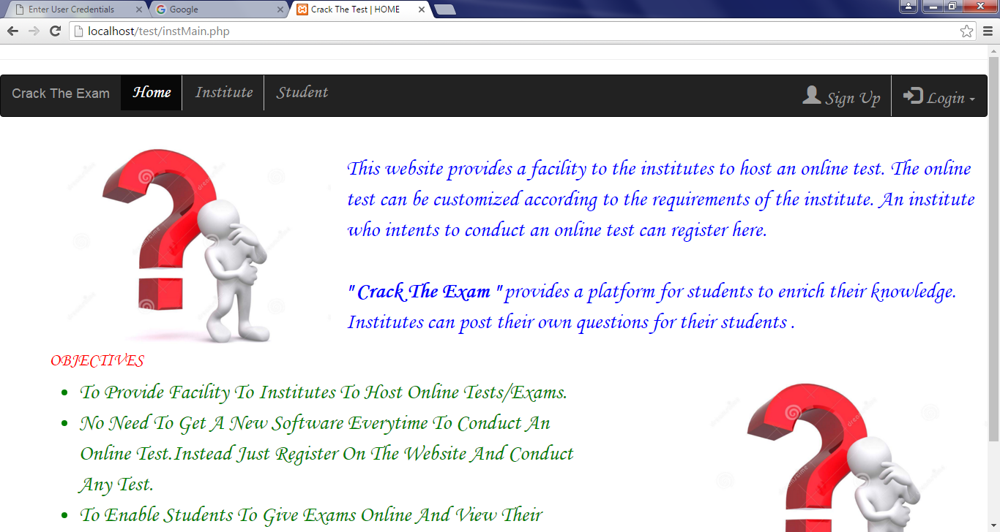 Enter User Credentials
Google
Crack The Test | HOME
localhost/test/instMain.php
Crack The Exam
Home
Institute
Student
Sign Up
Login
This website provides a facility to the institutes to host an online test. The online
test can be customized according to the requirements of the institute. An institute
who intents to conduct an online test can register here.
" Crack The Exam " provides a platform for students to enrich their knowledge.
Institutes can post their own questions for their students .
OBJECTIVES
• To Provide Facility To Institutes To Host Online Tests/Exams.
• No Need To Get A New Software Everytime To Conduct An
Online Test.Instead Just Register On The Website And Conduct
Any Test.
• To Enable Students To Give Exams Online And View Their